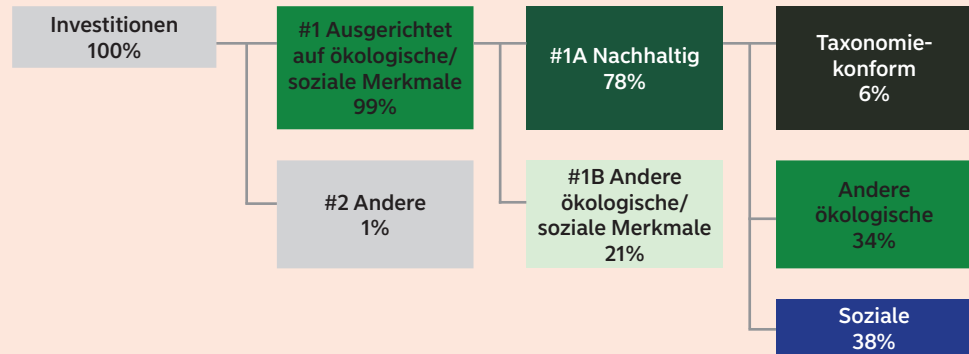 Investitionen
100%
#1 Ausgerichtet
auf ökologische/
soziale Merkmale
99%
#2 Andere
1%
#1A Nachhaltig
78%
#1B Andere
ökologische/
soziale Merkmale
21%
Taxonomie-
konform
6%
Andere
ökologische
34%
Soziale
38%